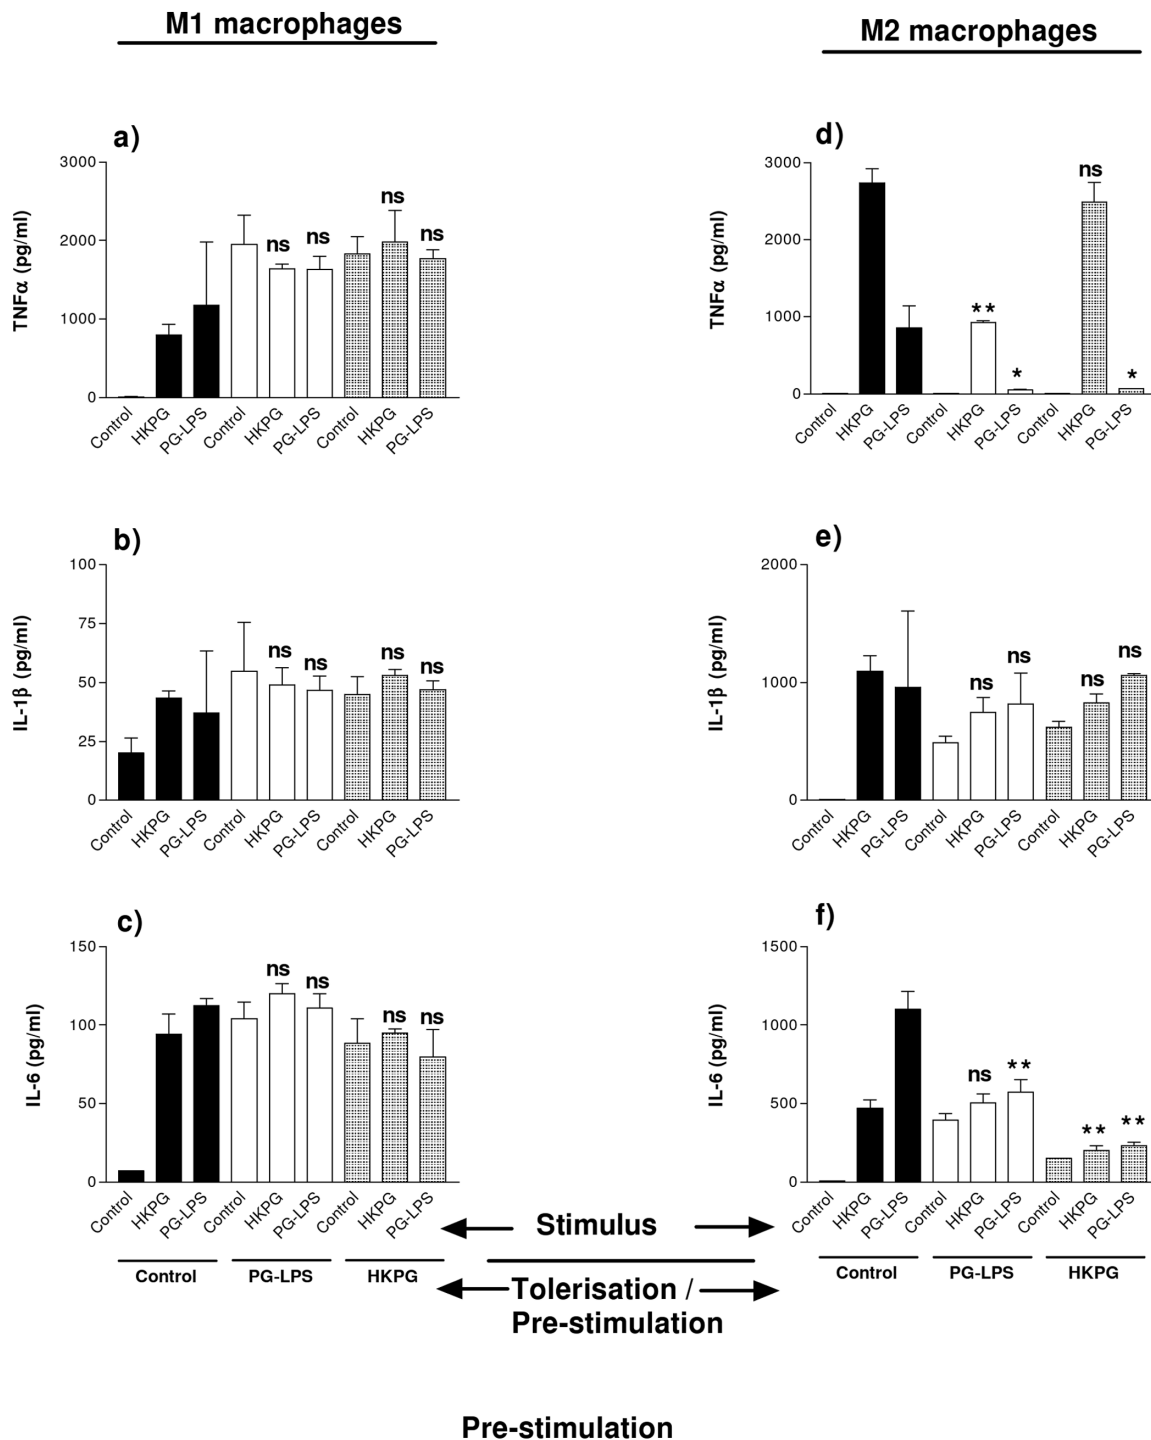 M1 macrophages
M2 macrophages
a)
3000
2000
1000
0
TNFα (pg/ml)
ns
ns
ns
ns
Control
HKPG
PG-LPS
Control
HKPG
PG-LPS
Control
HKPG
PG-LPS
d)
3000
2000
1000
0
TNFα (pg/ml)
**
*
ns
*
Control
HKPG
PG-LPS
Control
HKPG
PG-LPS
Control
HKPG
PG-LPS
b)
100
75
50
25
0
IL-1β (pg/ml)
ns
ns
ns
ns
Control
HKPG
PG-LPS
Control
HKPG
PG-LPS
Control
HKPG
PG-LPS
e)
2000
1000
0
IL-1β (pg/ml)
ns
ns
ns
ns
Control
HKPG
PG-LPS
Control
HKPG
PG-LPS
Control
HKPG
PG-LPS
c)
150
100
50
0
IL-6 (pg/ml)
ns
ns
ns
ns
Control
HKPG
PG-LPS
Control
HKPG
PG-LPS
Control
HKPG
PG-LPS
Control
PG-LPS
HKPG
f)
1500
1000
500
0
IL-6 (pg/ml)
ns
**
**
**
Control
HKPG
PG-LPS
Control
HKPG
PG-LPS
Control
HKPG
PG-LPS
Control
PG-LPS
HKPG
Stimulus
Tolerisation /
Pre-stimulation
Pre-stimulation